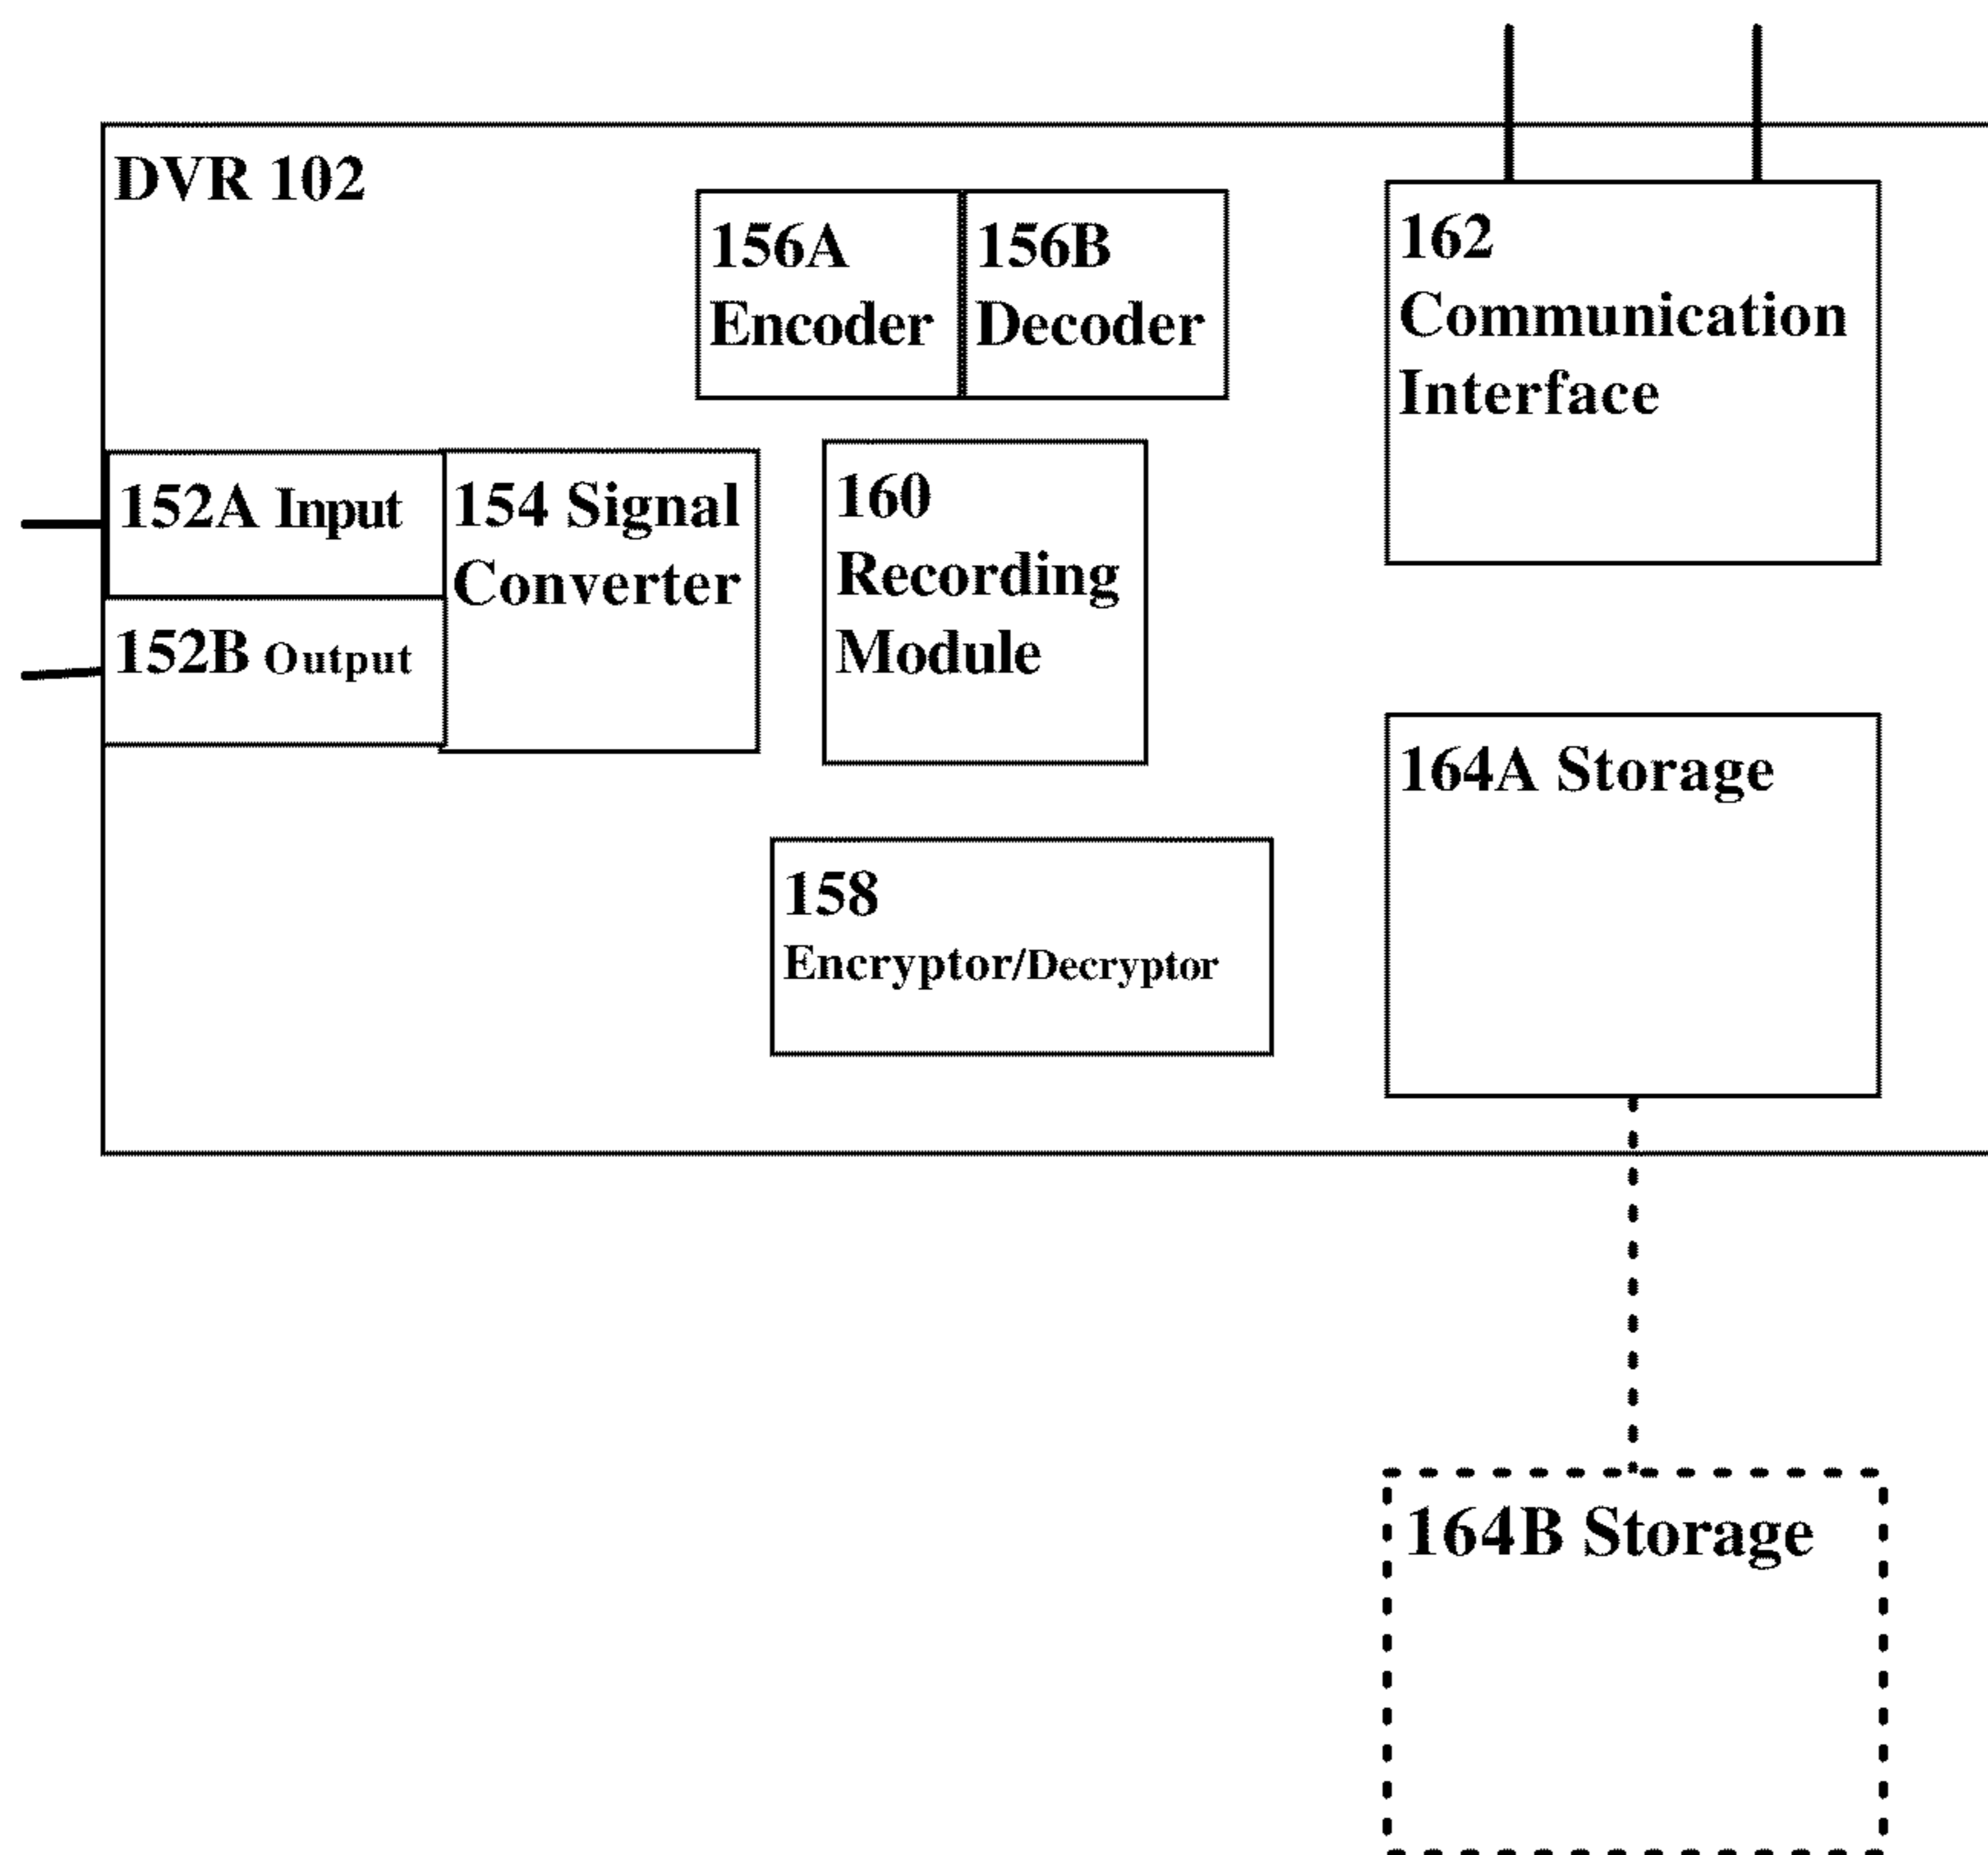 DVR 102
156A
Encoder
156B
Decoder
162
Communication
Interface
152A Input
152B Output
154 Signal
Converter
160
Recording
Module
164A Storage
158
Encryptor/Decryptor
164B Storage